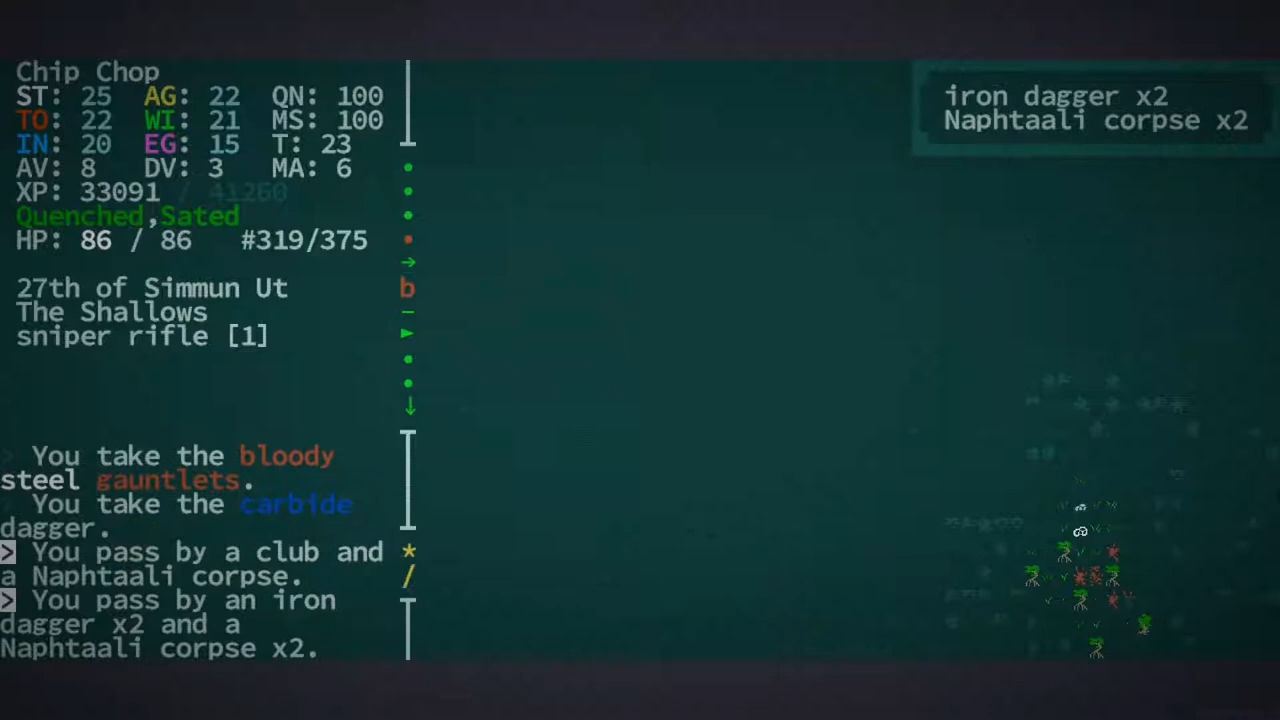 Chip Chop
ST: 25 AG: 22 QN: 100
TO: 22 WI: 21 MS: 100
IN: 20 EG: 15 T: 23
AV: 8 DV: 3 MA: 6
XP: 33091 / 41260
Quenched,Sated
HP: 86 / 86 #319/375
27th of Simmun Ut
The Shallows
sniper rifle [1]
b
> You take the bloody
steel gauntlets.
> You take the carbide
dagger.
> You pass by a club and
a Naphtaali corpse.
> You pass by an iron
dagger x2 and a
Naphtaali corpse x2.
*
/
iron dagger x2
Naphtaali corpse x2